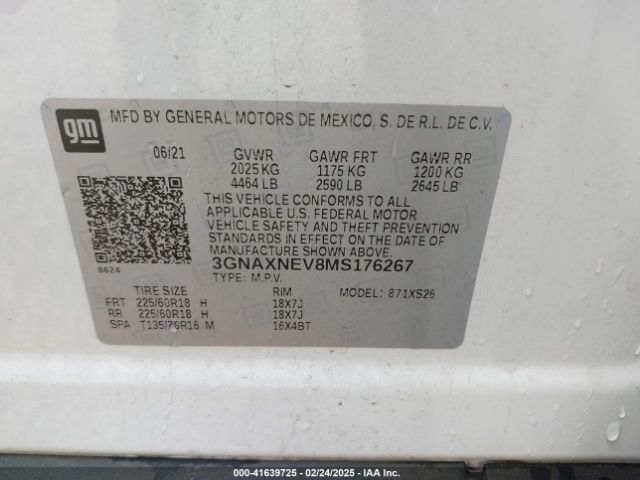 gm
MFD BY GENERAL MOTORS DE MEXICO, S. DE R.L. DE C.V.
06/21 GVWR GAWR FRT GAWR RR
2025 KG 1175 KG 1200 KG
4464 LB 2590 LB 2645 LB
THIS VEHICLE CONFORMS TO ALL
APPLICABLE U.S. FEDERAL MOTOR
VEHICLE SAFETY AND THEFT PREVENTION
STANDARDS IN EFFECT ON THE DATE OF
MANUFACTURE SHOWN ABOVE.
8624 3GNAXNEV8MS176267
TYPE: M.P.V.
TIRE SIZE RIM MODEL: 871XS26
FRT 225/60R18 H 18X7J
RR 225/60R18 H 18X7J
SPA T135/70R16 M 16X4BT
000-41639725 - 02/24/2025 - IAA Inc.